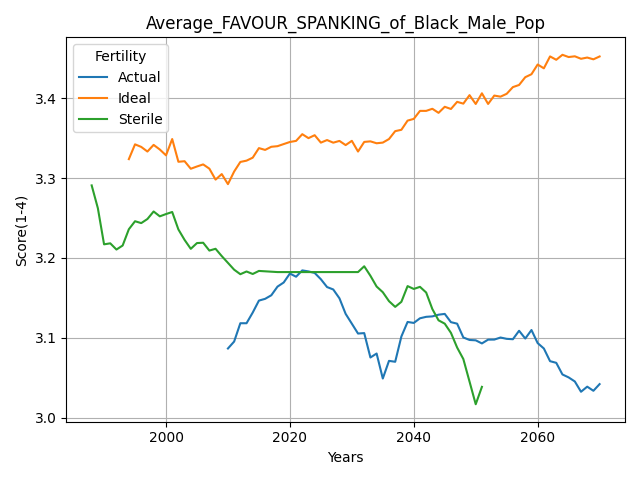 Average_FAVOUR_SPANKING_of_Black_Male_Pop
Fertility
Actual
Ideal
Sterile
Score(1-4)
3.4
3.3
3.2
3.1
3.0
2000
2020
2040
2060
Years